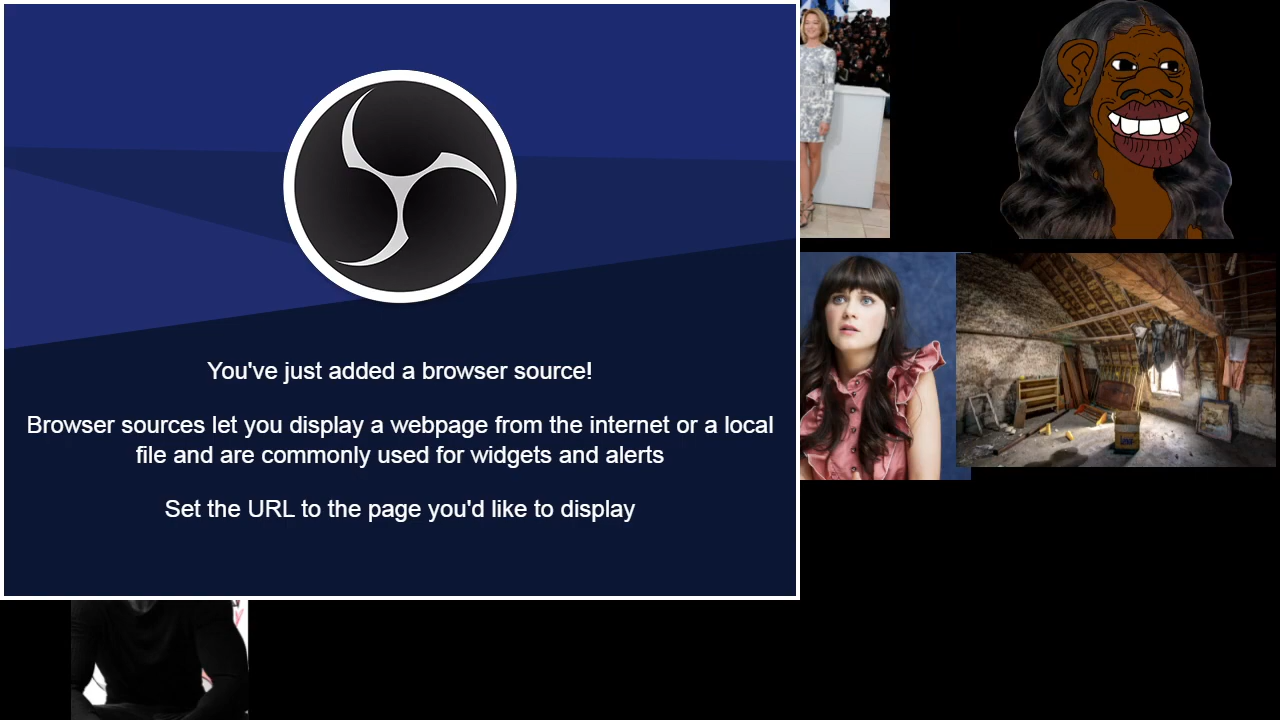 You've just added a browser source!
Browser sources let you display a webpage from the internet or a local
file and are commonly used for widgets and alerts
Set the URL to the page you'd like to display